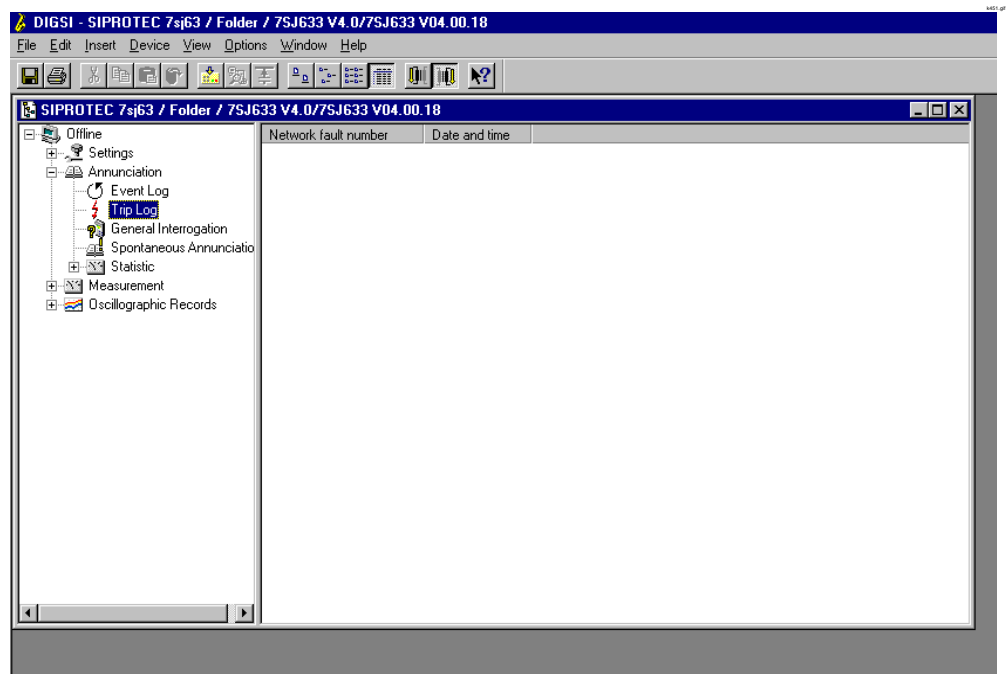 k451.gif
DIGSI - SIPROTEC 7sj63 / Folder / 7SJ633 V4.0/7SJ633 V04.00.18
File Edit Insert Device View Options Window Help
SIPROTEC 7sj63 / Folder / 7SJ633 V4.0/7SJ633 V04.00.18
Offline
Settings
Annunciation
Event Log
Trip Log
General Interrogation
Spontaneous Annunciatio
Statistic
Measurement
Oscillographic Records
Network fault number Date and time